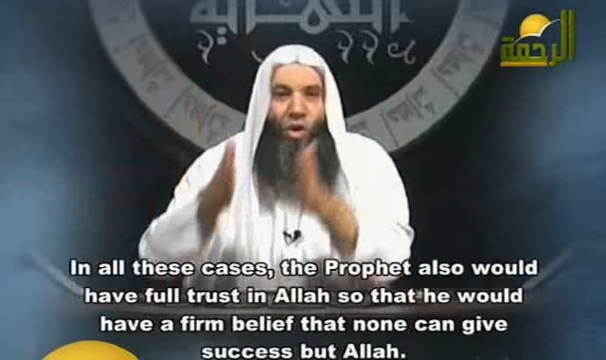 الرحمة
In all these cases, the Prophet also would
have full trust in Allah so that he would
have a firm belief that none can give
success but Allah.